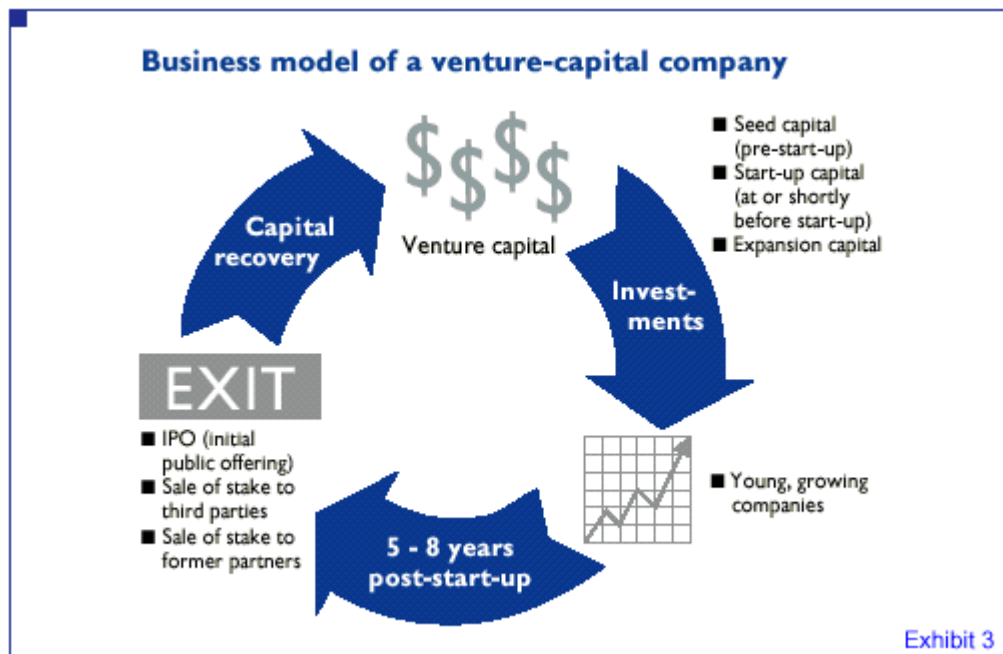 Business model of a venture-capital company
$ $ $ $
Venture capital
■ Seed capital
(pre-start-up)
■ Start-up capital
(at or shortly
before start-up)
■ Expansion capital
Invest-
ments
■ Young, growing
companies
5 - 8 years
post-start-up
EXIT
■ IPO (initial
public offering)
■ Sale of stake to
third parties
■ Sale of stake to
former partners
Capital
recovery
Exhibit 3